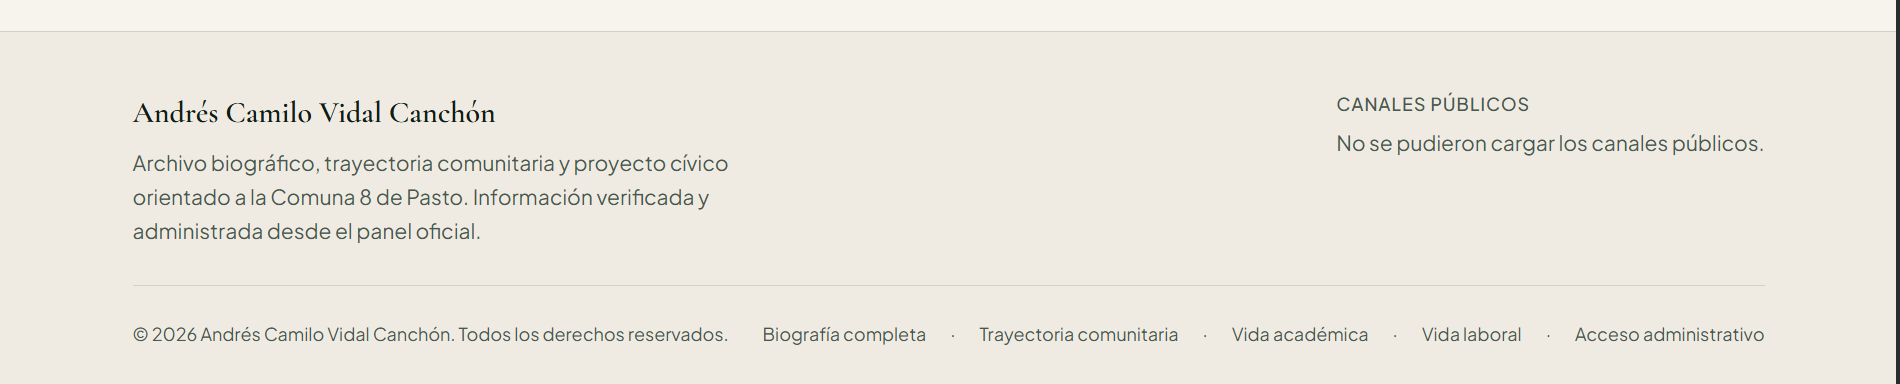 Andrés Camilo Vidal Canchón
Archivo biográfico, trayectoria comunitaria y proyecto cívico
orientado a la Comuna 8 de Pasto. Información verificada y
administrada desde el panel oficial.
CANALES PÚBLICOS
No se pudieron cargar los canales públicos.
© 2026 Andrés Camilo Vidal Canchón. Todos los derechos reservados. Biografía completa · Trayectoria comunitaria · Vida académica · Vida laboral · Acceso administrativo